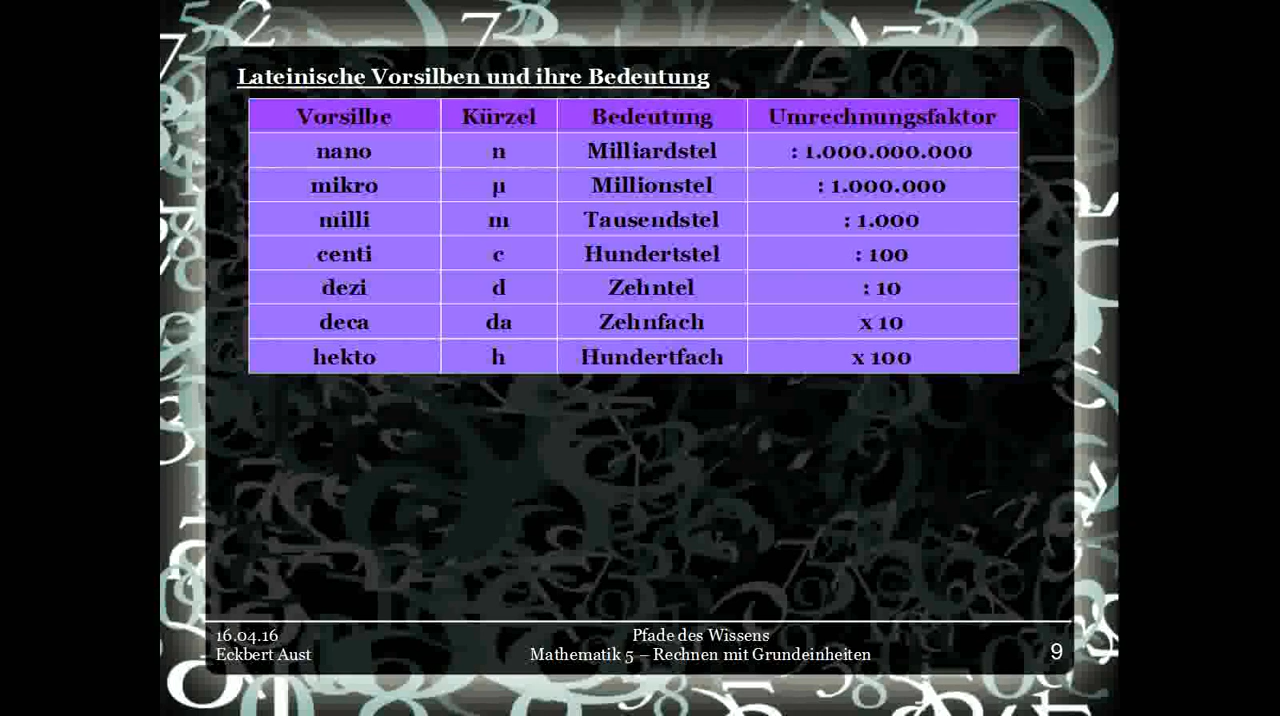 Lateinische Vorsilben und ihre Bedeutung
Vorsilbe Kürzel Bedeutung Umrechnungsfaktor
nano n Milliardstel : 1.000.000.000
mikro µ Millionstel : 1.000.000
milli m Tausendstel : 1.000
centi c Hundertstel : 100
dezi d Zehntel : 10
deca da Zehnfach x 10
hekto h Hundertfach x 100
16.04.16 Pfade des Wissens
Eckbert Aust Mathematik 5 – Rechnen mit Grundeinheiten 9